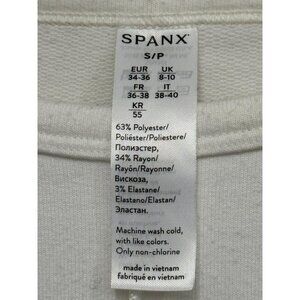 SPANX®
S/P
EUR UK
34-36 8-10
FR IT
36-38 38-40
KR
55
63% Polyester/
Poliéster/Poliestere/
Полиэстер,
34% Rayon/
Rayón/Rayonne/
Вискоза,
3% Elastane/
Elastano/Elastan/
Эластан.
Machine wash cold,
with like colors.
Only non-chlorine
made in vietnam
fabriqué en vietnam